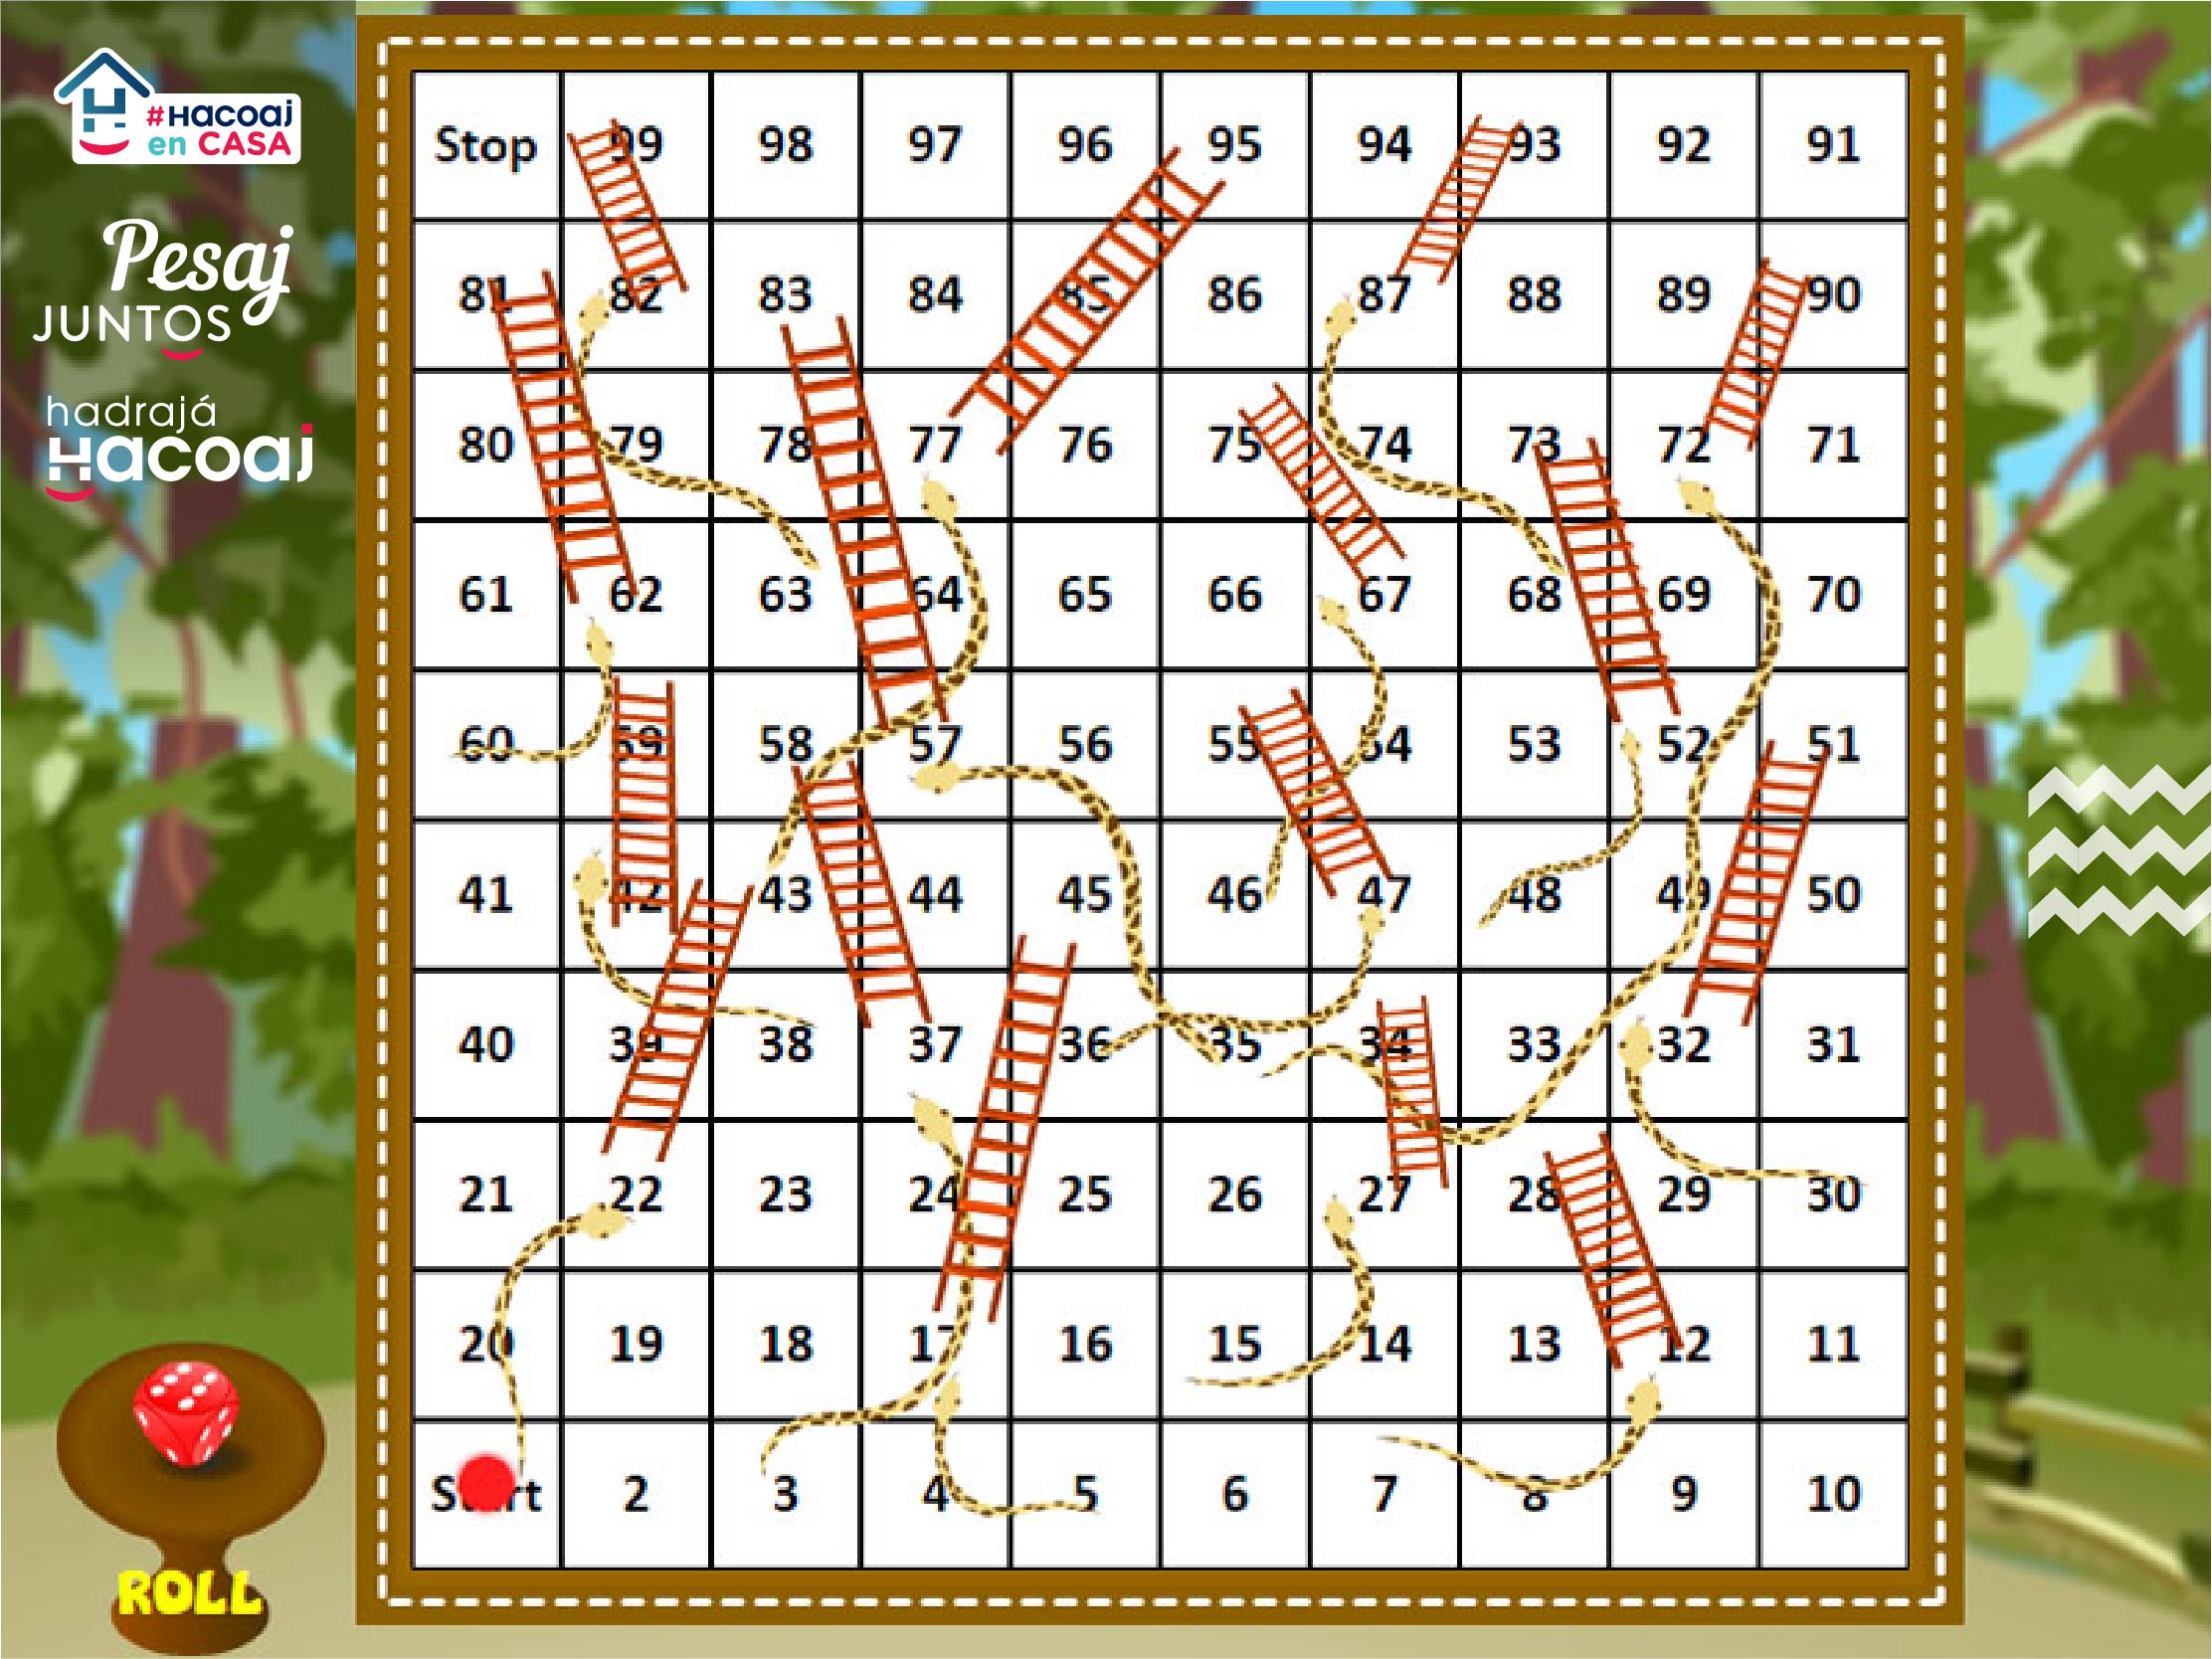 #Hacoaj
en CASA
Pesaj
JUNTOS
hadrajá
Hacoaj
Stop 99 98 97 96 95 94 93 92 91
81 82 83 84 85 86 87 88 89 90
80 79 78 77 76 75 74 73 72 71
61 62 63 64 65 66 67 68 69 70
60 59 58 57 56 55 54 53 52 51
41 42 43 44 45 46 47 48 49 50
40 39 38 37 36 35 34 33 32 31
21 22 23 24 25 26 27 28 29 30
20 19 18 17 16 15 14 13 12 11
Start 2 3 4 5 6 7 8 9 10
ROLL